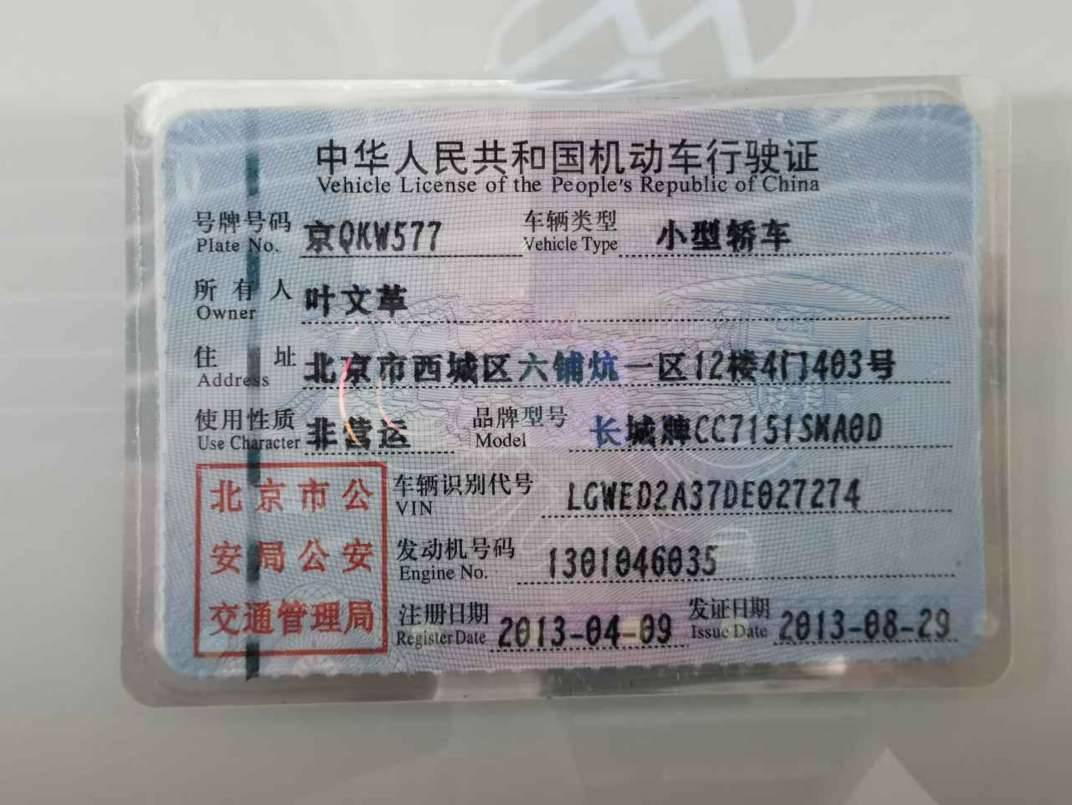 中华人民共和国机动车行驶证
Vehicle License of the People's Republic of China
号牌号码 京QKW577 车辆类型 小型轿车
Plate No. Vehicle Type
所有人 叶文革
Owner
住址 北京市西城区六铺炕一区12楼4门403号
Address
使用性质 非营运 品牌型号 长城牌CC7151SMA0D
Use Character Model
北京市公
安局公安
交通管理局
车辆识别代号 LGWED2A37DE027274
VIN
发动机号码 1301046035
Engine No.
注册日期 2013-04-09 发证日期 2013-08-29
Register Date Issue Date